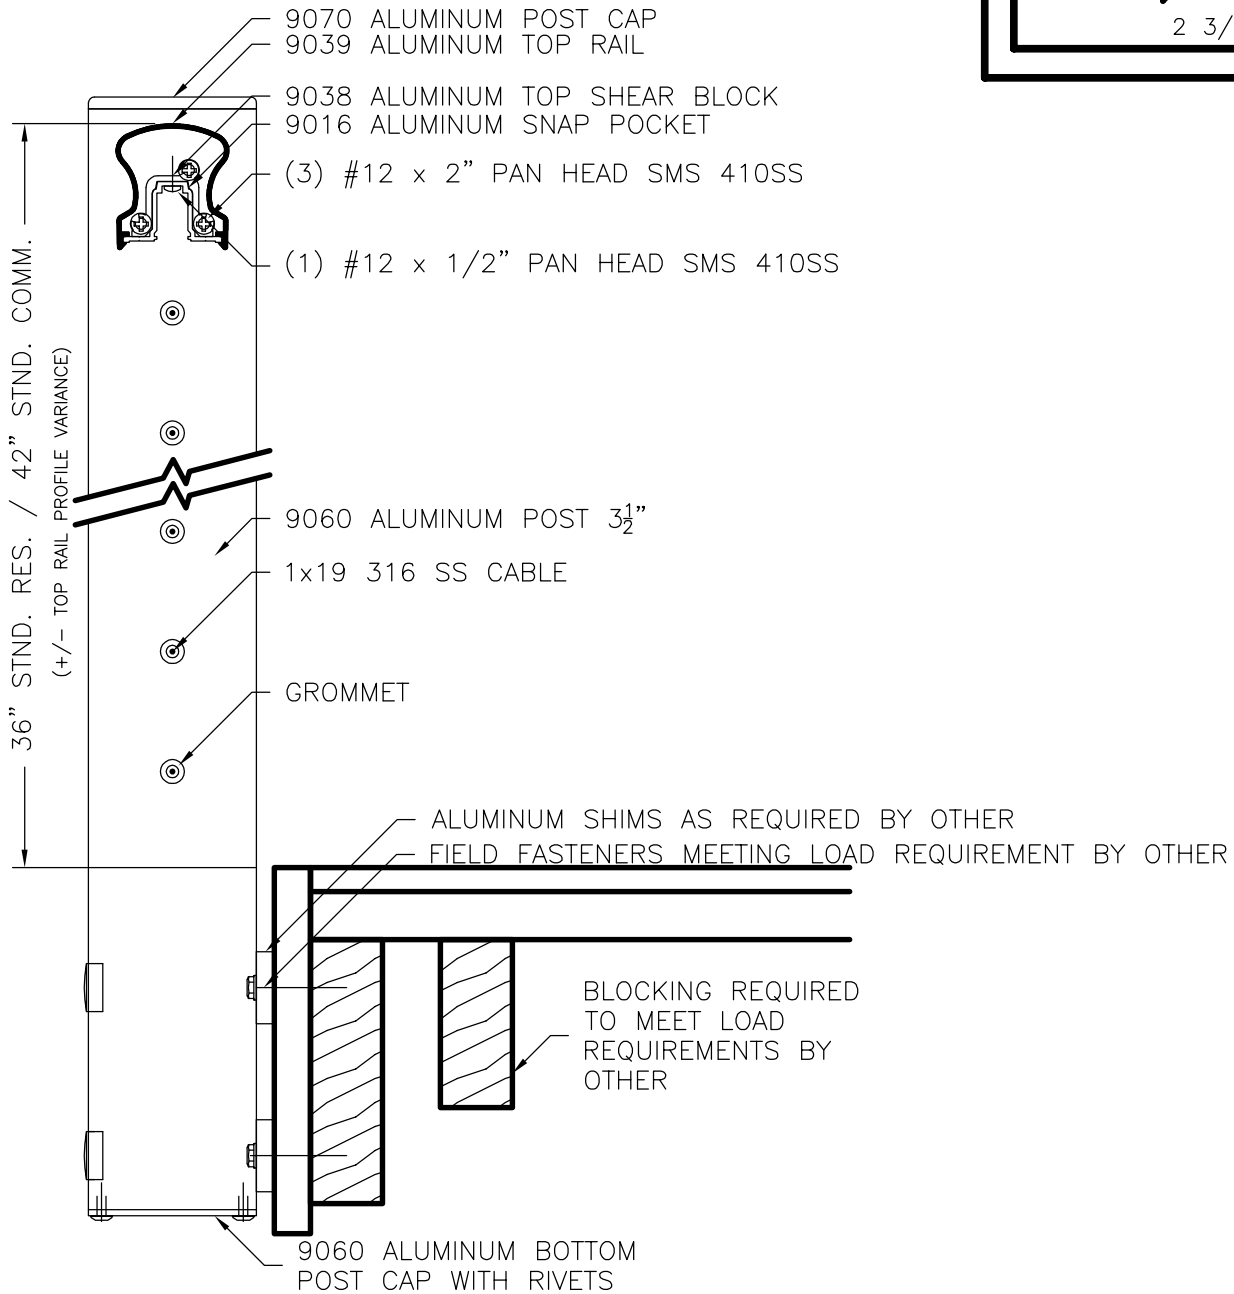 9070 ALUMINUM POST CAP
9039 ALUMINUM TOP RAIL
2 3/
9038 ALUMINUM TOP SHEAR BLOCK
9016 ALUMINUM SNAP POCKET
(3) #12 x 2" PAN HEAD SMS 410SS
(1) #12 x 1/2" PAN HEAD SMS 410SS
36" STND. RES. / 42" STND. COMM.
(+/- TOP RAIL PROFILE VARIANCE)
9060 ALUMINUM POST 3½"
1x19 316 SS CABLE
GROMMET
ALUMINUM SHIMS AS REQUIRED BY OTHER
FIELD FASTENERS MEETING LOAD REQUIREMENT BY OTHER
BLOCKING REQUIRED
TO MEET LOAD
REQUIREMENTS BY
OTHER
9060 ALUMINUM BOTTOM
POST CAP WITH RIVETS